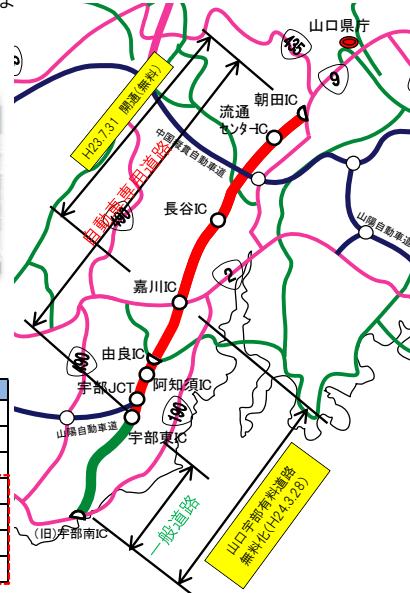 よ
山口県庁
435
9
朝田IC
流通
センターIC
H23.7.31 開通(無料)
中国縦貫自動車道
自動車専用道路
490
長谷IC
山陽自動車道
2
嘉川IC
由良IC
490
宇部JCT
阿知須IC
190
山陽自動車道
宇部東IC
一般道路
山口宇部有料道路
無料化(H24.3.28)
(旧)宇部南IC